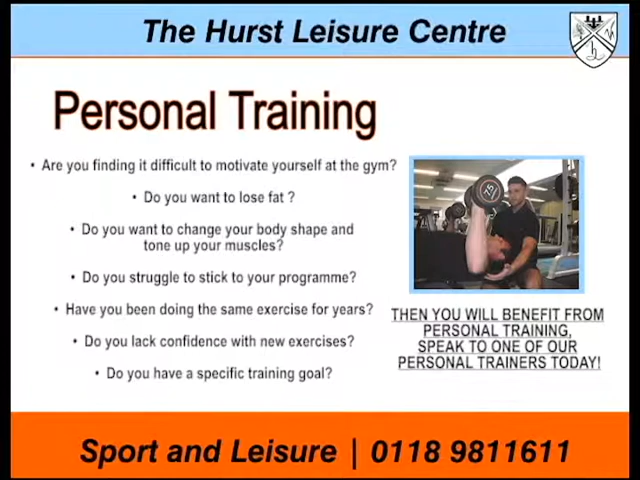 The Hurst Leisure Centre
Personal Training
• Are you finding it difficult to motivate yourself at the gym?
• Do you want to lose fat ?
• Do you want to change your body shape and
tone up your muscles?
• Do you struggle to stick to your programme?
• Have you been doing the same exercise for years?
• Do you lack confidence with new exercises?
• Do you have a specific training goal?
THEN YOU WILL BENEFIT FROM
PERSONAL TRAINING,
SPEAK TO ONE OF OUR
PERSONAL TRAINERS TODAY!
Sport and Leisure | 0118 9811611